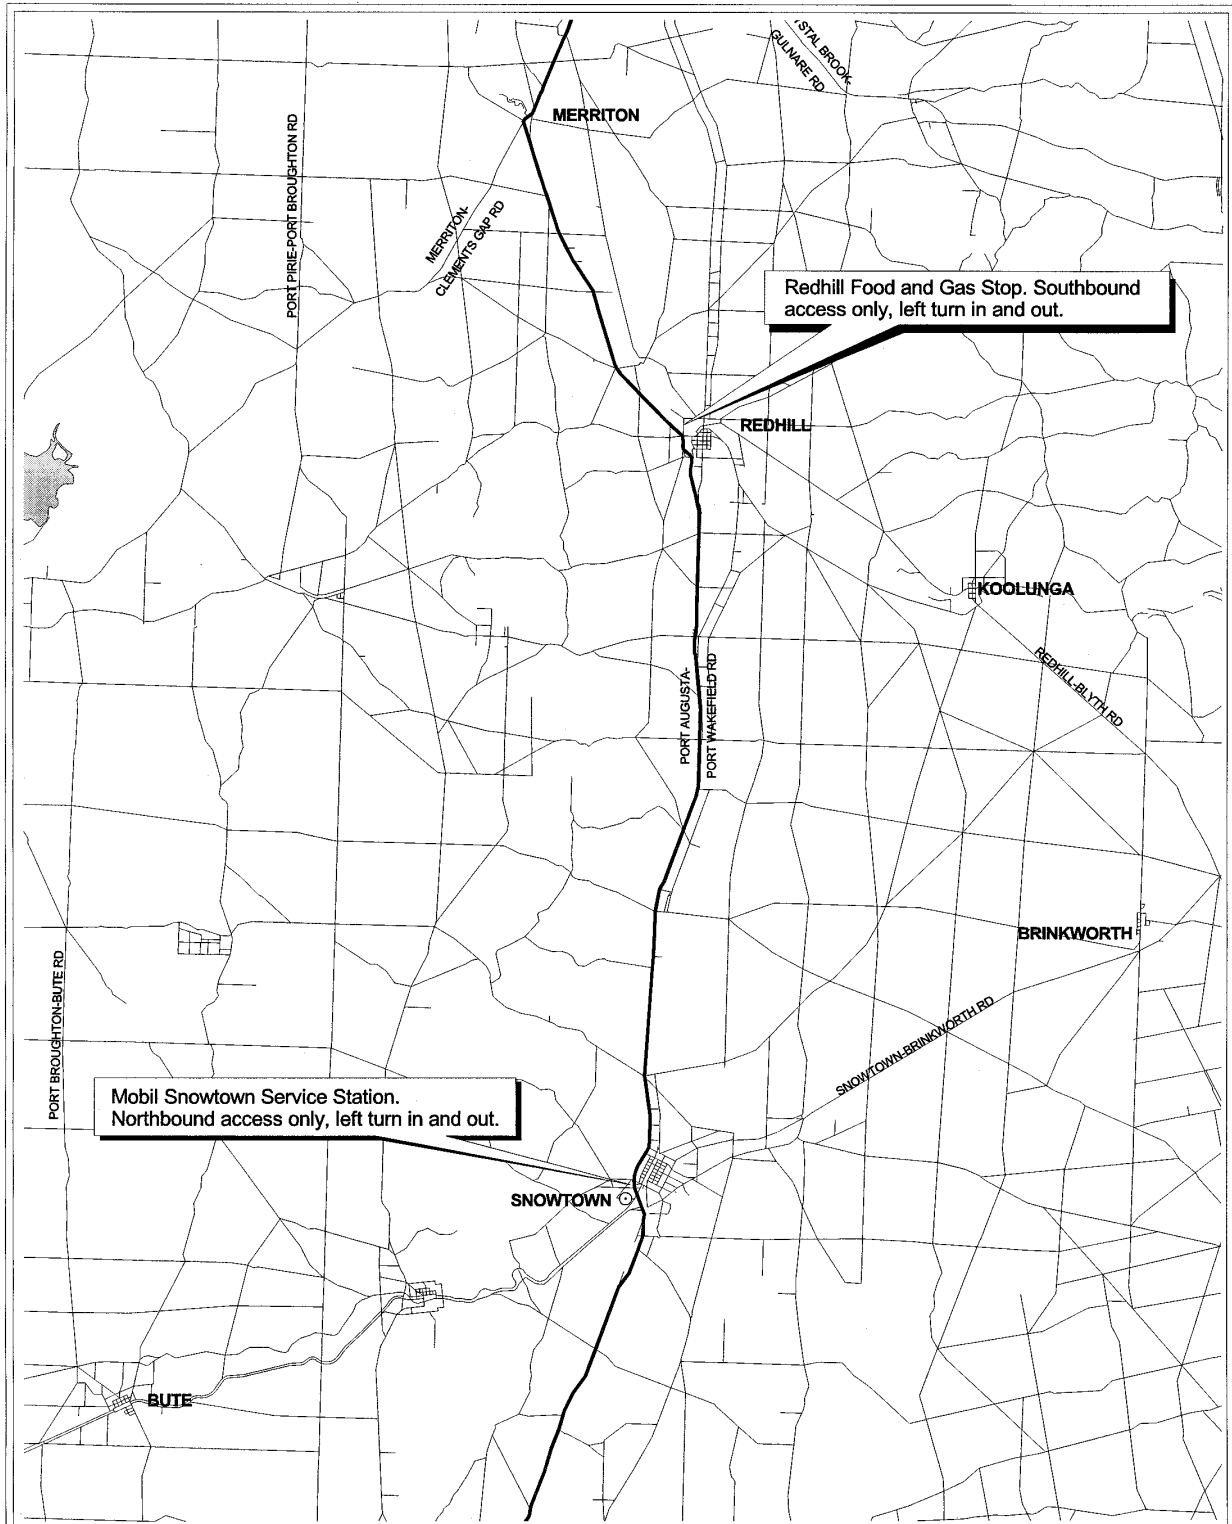 STAL BROOK-
GULNARE RD
MERRITON
PORT PIRIE-PORT BROUGHTON RD
MERRITON-
CLEMENTS GAP RD
Redhill Food and Gas Stop. Southbound
access only, left turn in and out.
REDHILL
KOOLUNGA
REDHILL-BLYTH RD
PORT AUGUSTA-
PORT WAKEFIELD RD
BRINKWORTH
PORT BROUGHTON-BUTE RD
SNOWTOWN-BRINKWORTH RD
Mobil Snowtown Service Station.
Northbound access only, left turn in and out.
SNOWTOWN
BUTE